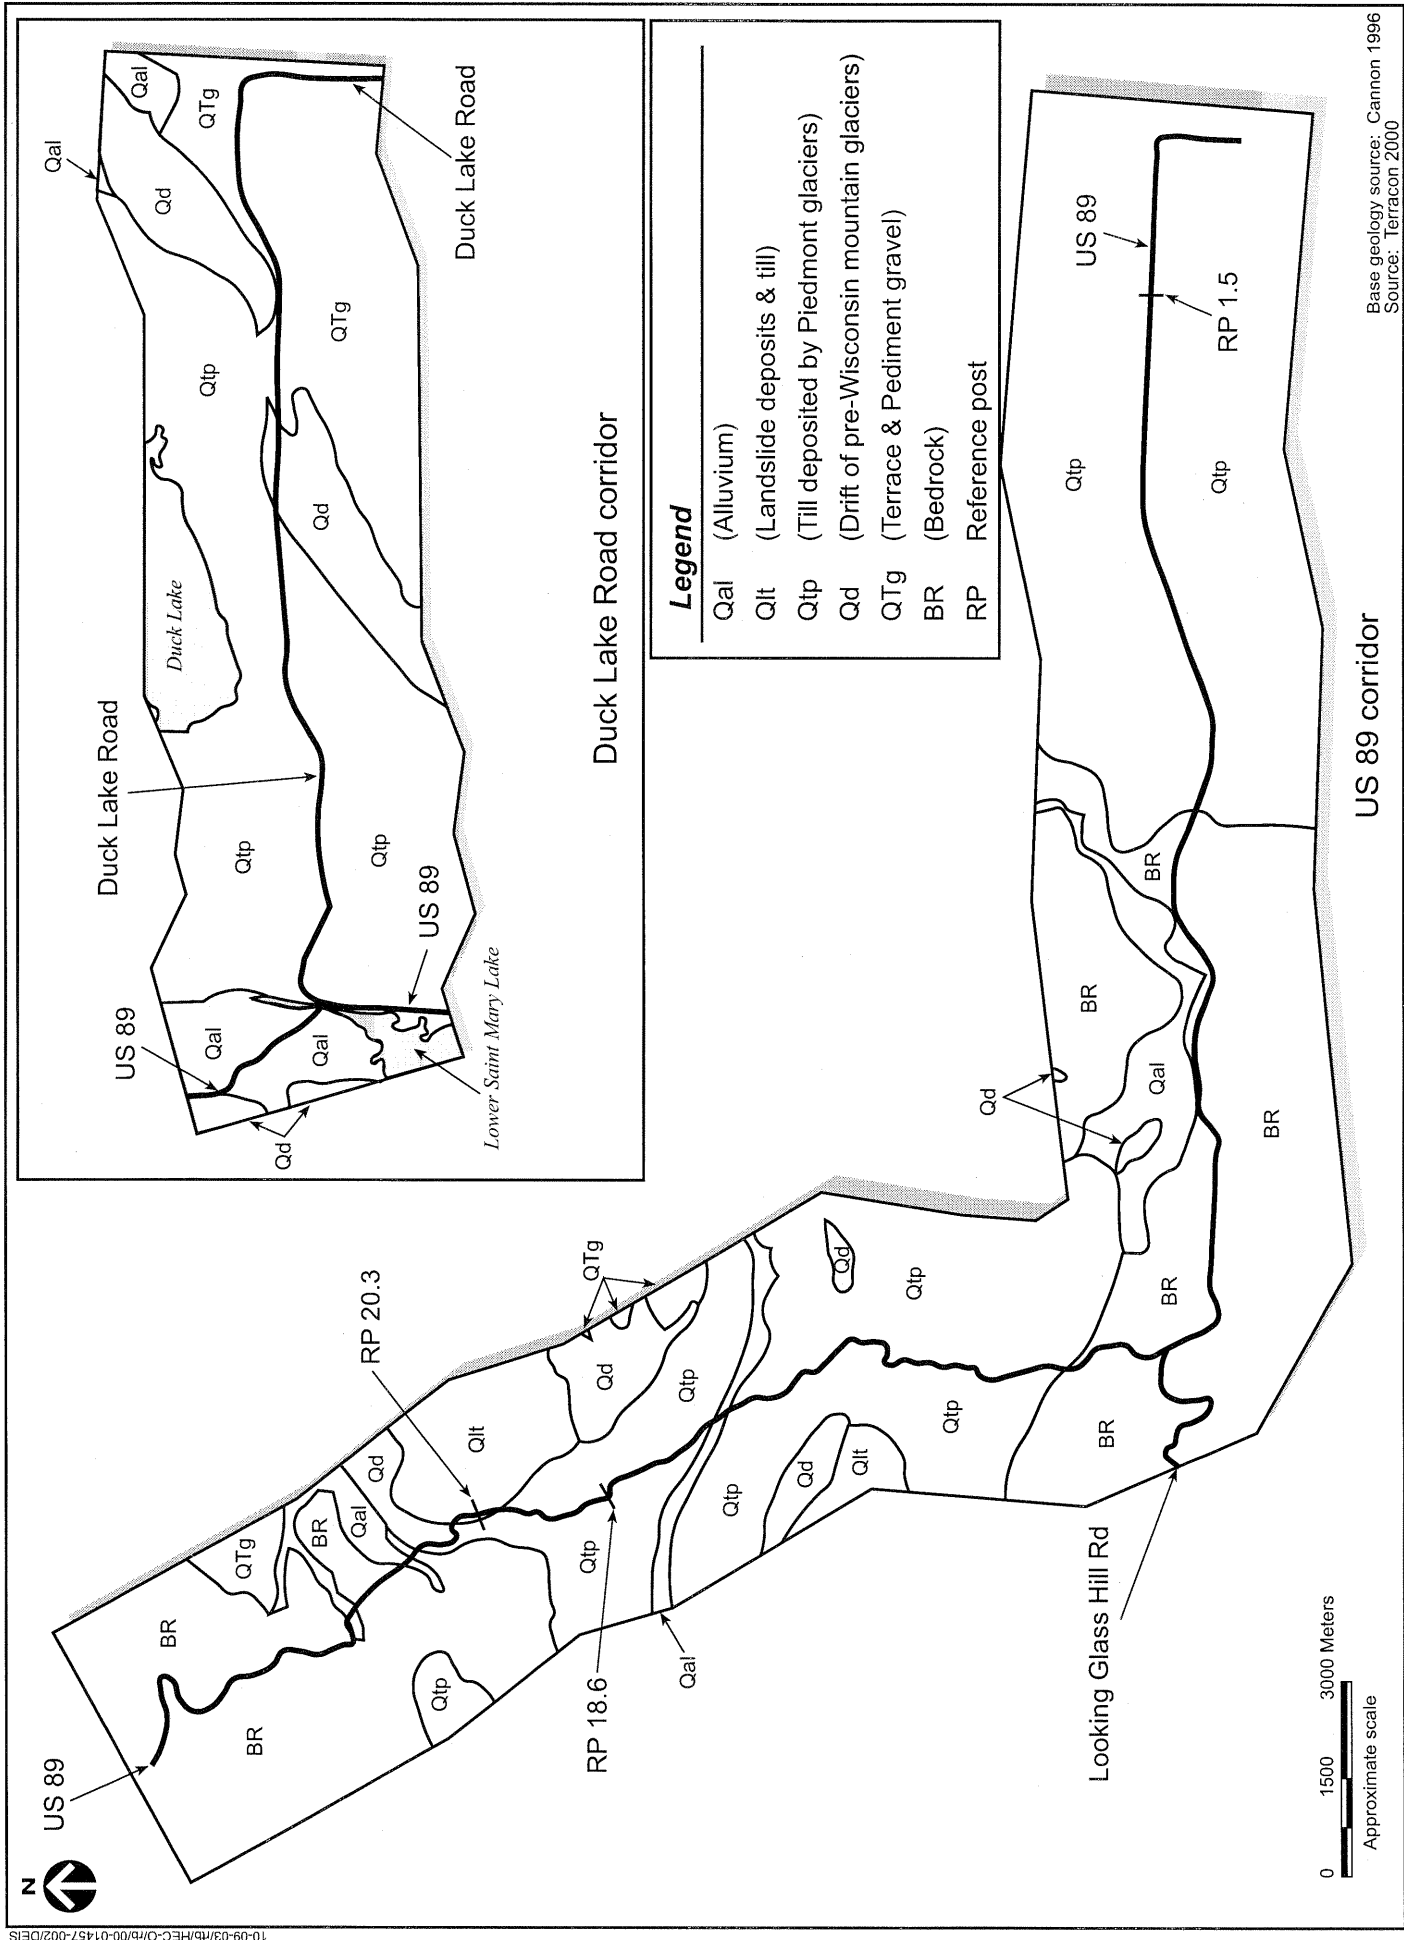 Duck Lake Road corridor
US 89
Duck Lake Road
Qal
Qal
Qd
QTg
Qal
Qal
Qd
Lower Saint Mary Lake
US 89
Qtp
Qtp
Duck Lake
Qtp
Qd
QTg
Duck Lake Road
Legend
Qal (Alluvium)
Qlt (Landslide deposits & till)
Qtp (Till deposited by Piedmont glaciers)
Qd (Drift of pre-Wisconsin mountain glaciers)
QTg (Terrace & Pediment gravel)
BR (Bedrock)
RP Reference post
N
US 89
BR
BR
Qtp
QTg
BR
Qal
Qd
Qlt
RP 20.3
RP 18.6
Qtp
Qal
Qd
QTg
Qtp
Qtp
Qd
Qlt
Qd
Qtp
Qtp
BR
BR
Looking Glass Hill Rd
Qd
Qal
BR
BR
BR
Qtp
Qtp
US 89
RP 1.5
US 89 corridor
0 1500 3000 Meters
Approximate scale
Base geology source: Cannon 1996
Source: Terracon 2000
10-09-03/rb/HEC-O/rb/00-01457-002/DEIS